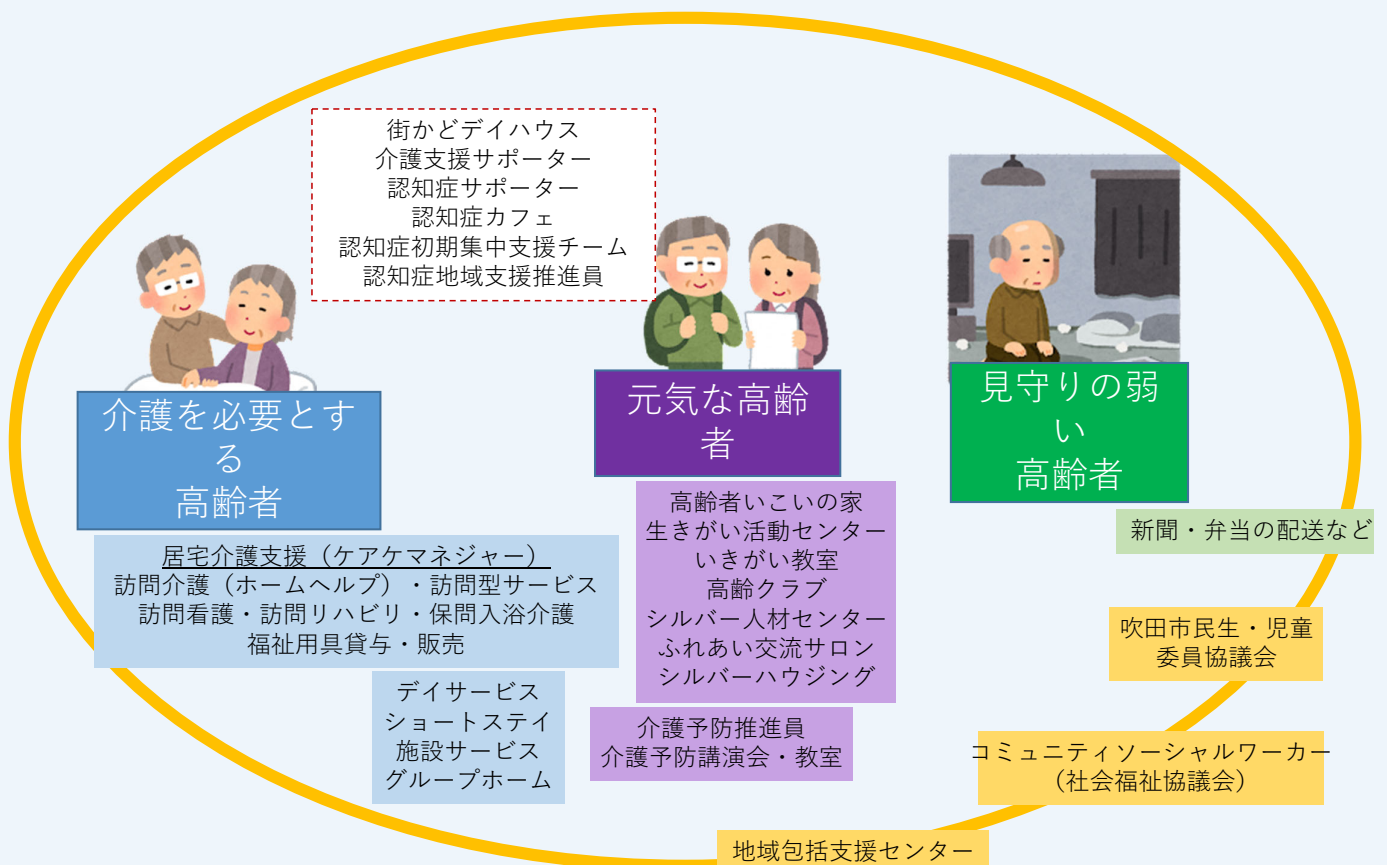 街かどデイハウス
介護支援サポーター
認知症サポーター
認知症カフェ
認知症初期集中支援チーム
認知症地域支援推進員
介護を必要とす
る
高齢者
元気な高齢
者
見守りの弱
い
高齢者
居宅介護支援（ケアケマネジャー）
訪問介護（ホームヘルプ）・訪問型サービス
訪問看護・訪問リハビリ・保問入浴介護
福祉用具貸与・販売
デイサービス
ショートステイ
施設サービス
グループホーム
高齢者いこいの家
生きがい活動センター
いきがい教室
高齢クラブ
シルバー人材センター
ふれあい交流サロン
シルバーハウジング
介護予防推進員
介護予防講演会・教室
新聞・弁当の配送など
吹田市民生・児童
委員協議会
コミュニティソーシャルワーカー
（社会福祉協議会）
地域包括支援センター